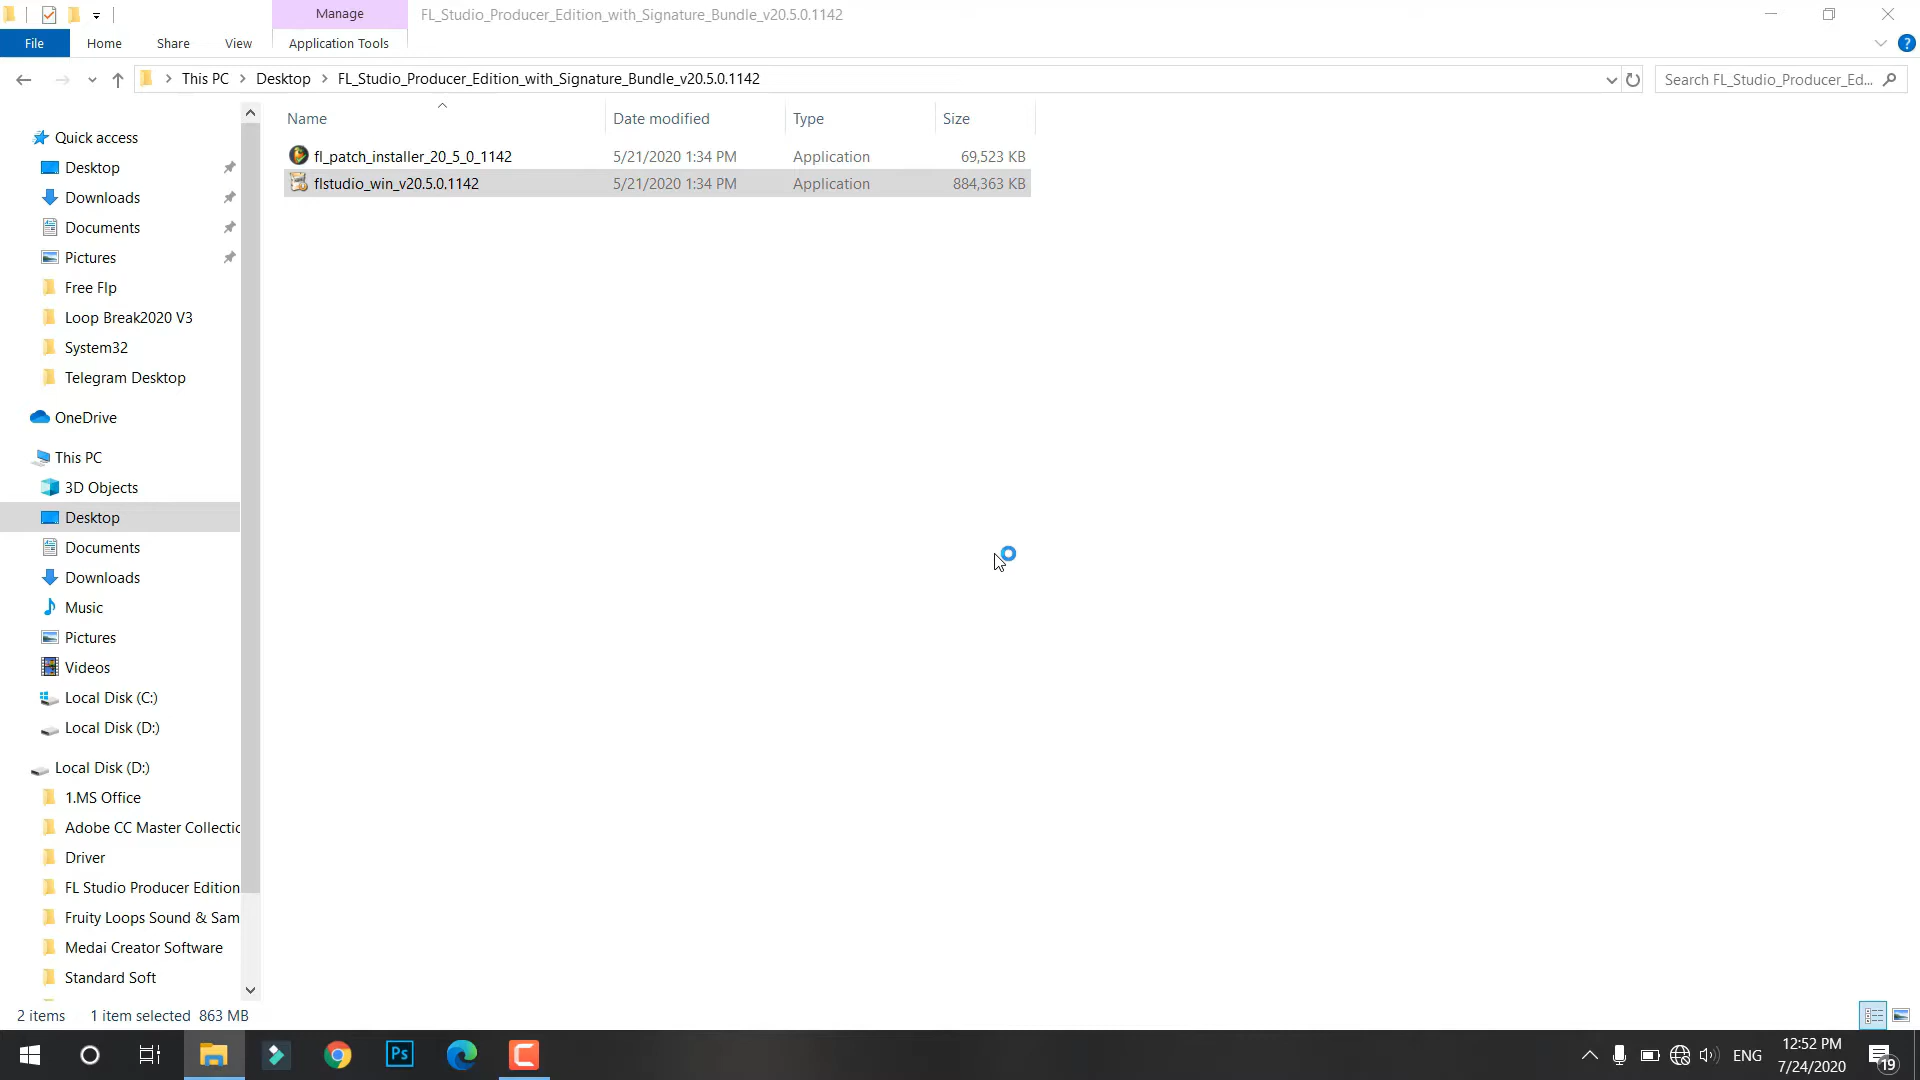 Manage
FL_Studio_Producer_Edition_with_Signature_Bundle_v20.5.0.1142
File
Home
Share
View
Application Tools
?
This PC
Desktop
FL_Studio_Producer_Edition_with_Signature_Bundle_v20.5.0.1142
Search FL_Studio_Producer_Ed...
Name
Date modified
Type
Size
fl_patch_installer_20_5_0_1142
5/21/2020 1:34 PM
Application
69,523 KB
flstudio_win_v20.5.0.1142
5/21/2020 1:34 PM
Application
884,363 KB
Quick access
Desktop
Downloads
Documents
Pictures
Free Flp
Loop Break2020 V3
System32
Telegram Desktop
OneDrive
This PC
3D Objects
Desktop
Documents
Downloads
Music
Pictures
Videos
Local Disk (C:)
Local Disk (D:)
Local Disk (D:)
1.MS Office
Adobe CC Master Collectic
Driver
FL Studio Producer Edition
Fruity Loops Sound & Sam
Medai Creator Software
Standard Soft
2 items
1 item selected 863 MB
Ps
ENG
12:52 PM
7/24/2020
19